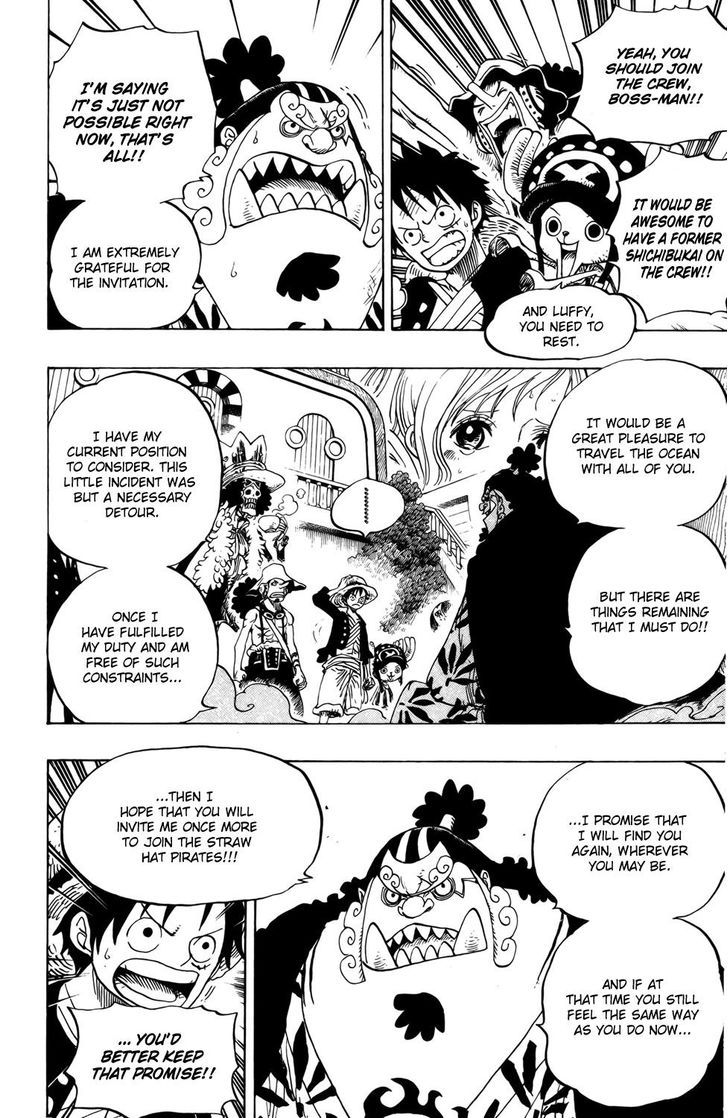 YEAH, YOU
SHOULD JOIN
THE CREW,
BOSS-MAN!!
IT WOULD BE
AWESOME TO
HAVE A FORMER
SHICHIBUKAI ON
THE CREW!!
AND LUFFY,
YOU NEED TO
REST.
I'M SAYING
IT'S JUST NOT
POSSIBLE RIGHT
NOW, THAT'S
ALL!!
I AM EXTREMELY
GRATEFUL FOR
THE INVITATION.
IT WOULD BE A
GREAT PLEASURE TO
TRAVEL THE OCEAN
WITH ALL OF YOU.
BUT THERE ARE
THINGS REMAINING
THAT I MUST DO!!
.........
I HAVE MY
CURRENT POSITION
TO CONSIDER. THIS
LITTLE INCIDENT WAS
BUT A NECESSARY
DETOUR.
ONCE I
HAVE FULFILLED
MY DUTY AND AM
FREE OF SUCH
CONSTRAINTS...
...I PROMISE THAT
I WILL FIND YOU
AGAIN, WHEREVER
YOU MAY BE.
AND IF AT
THAT TIME YOU STILL
FEEL THE SAME WAY
AS YOU DO NOW...
...THEN I
HOPE THAT YOU WILL
INVITE ME ONCE MORE
TO JOIN THE STRAW
HAT PIRATES!!!
... YOU'D
BETTER KEEP
THAT PROMISE!!